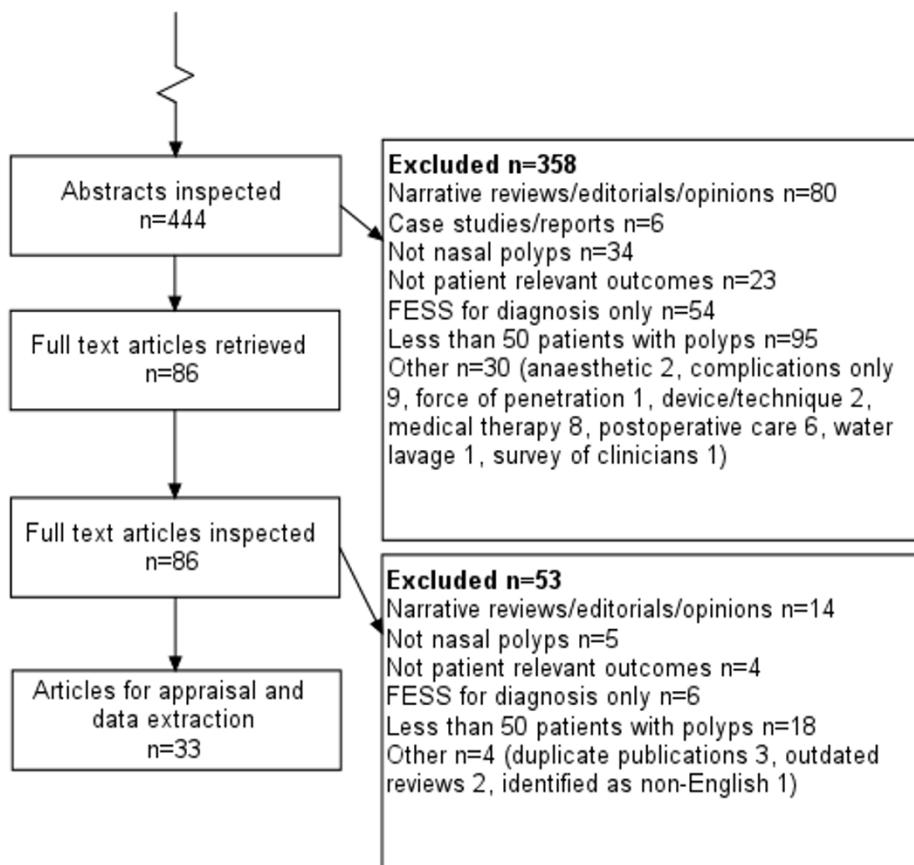 Abstracts inspected
n=444
Excluded n=358
Narrative reviews/editorials/opinions n=80
Case studies/reports n=6
Not nasal polyps n=34
Not patient relevant outcomes n=23
FESS for diagnosis only n=54
Less than 50 patients with polyps n=95
Other n=30 (anaesthetic 2, complications only
9, force of penetration 1, device/technique 2,
medical therapy 8, postoperative care 6, water
lavage 1, survey of clinicians 1)
Full text articles retrieved
n=86
Full text articles inspected
n=86
Excluded n=53
Narrative reviews/editorials/opinions n=14
Not nasal polyps n=5
Not patient relevant outcomes n=4
FESS for diagnosis only n=6
Less than 50 patients with polyps n=18
Other n=4 (duplicate publications 3, outdated
reviews 2, identified as non-English 1)
Articles for appraisal and
data extraction
n=33